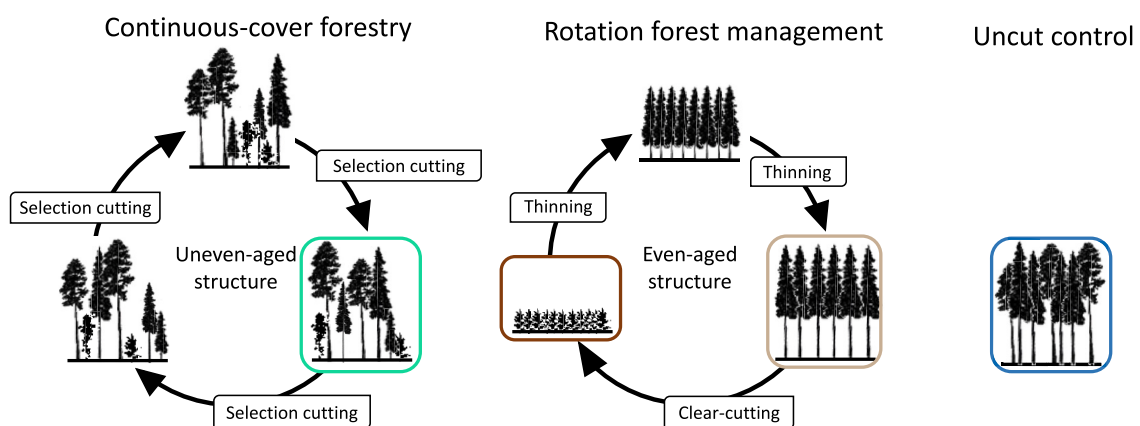 Continuous-cover forestry
Rotation forest management
Uncut control
Selection cutting
Selection cutting
Uneven-aged
structure
Selection cutting
Thinning
Thinning
Even-aged
structure
Clear-cutting